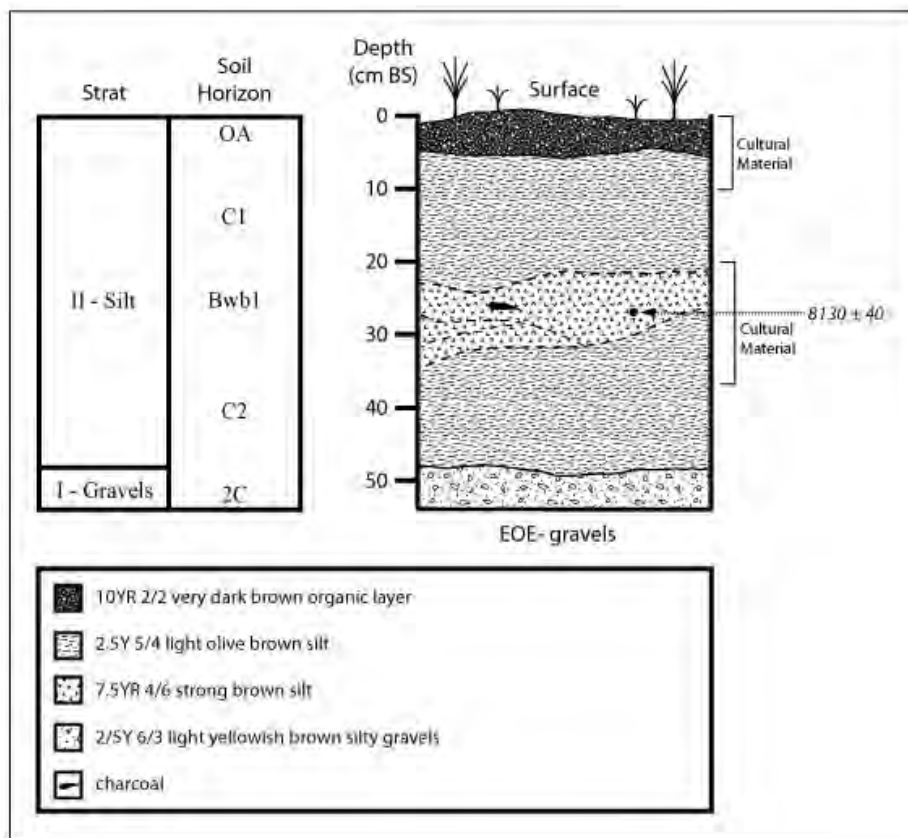 Strat
Soil
Horizon
Depth
(cm BS)
Surface
0
10
20
30
40
50
OA
C1
II - Silt
Bwb1
C2
I - Gravels
2C
Cultural
Material
8130 ± 40
Cultural
Material
EOE- gravels
10YR 2/2 very dark brown organic layer
2.5Y 5/4 light olive brown silt
7.5YR 4/6 strong brown silt
2/5Y 6/3 light yellowish brown silty gravels
charcoal